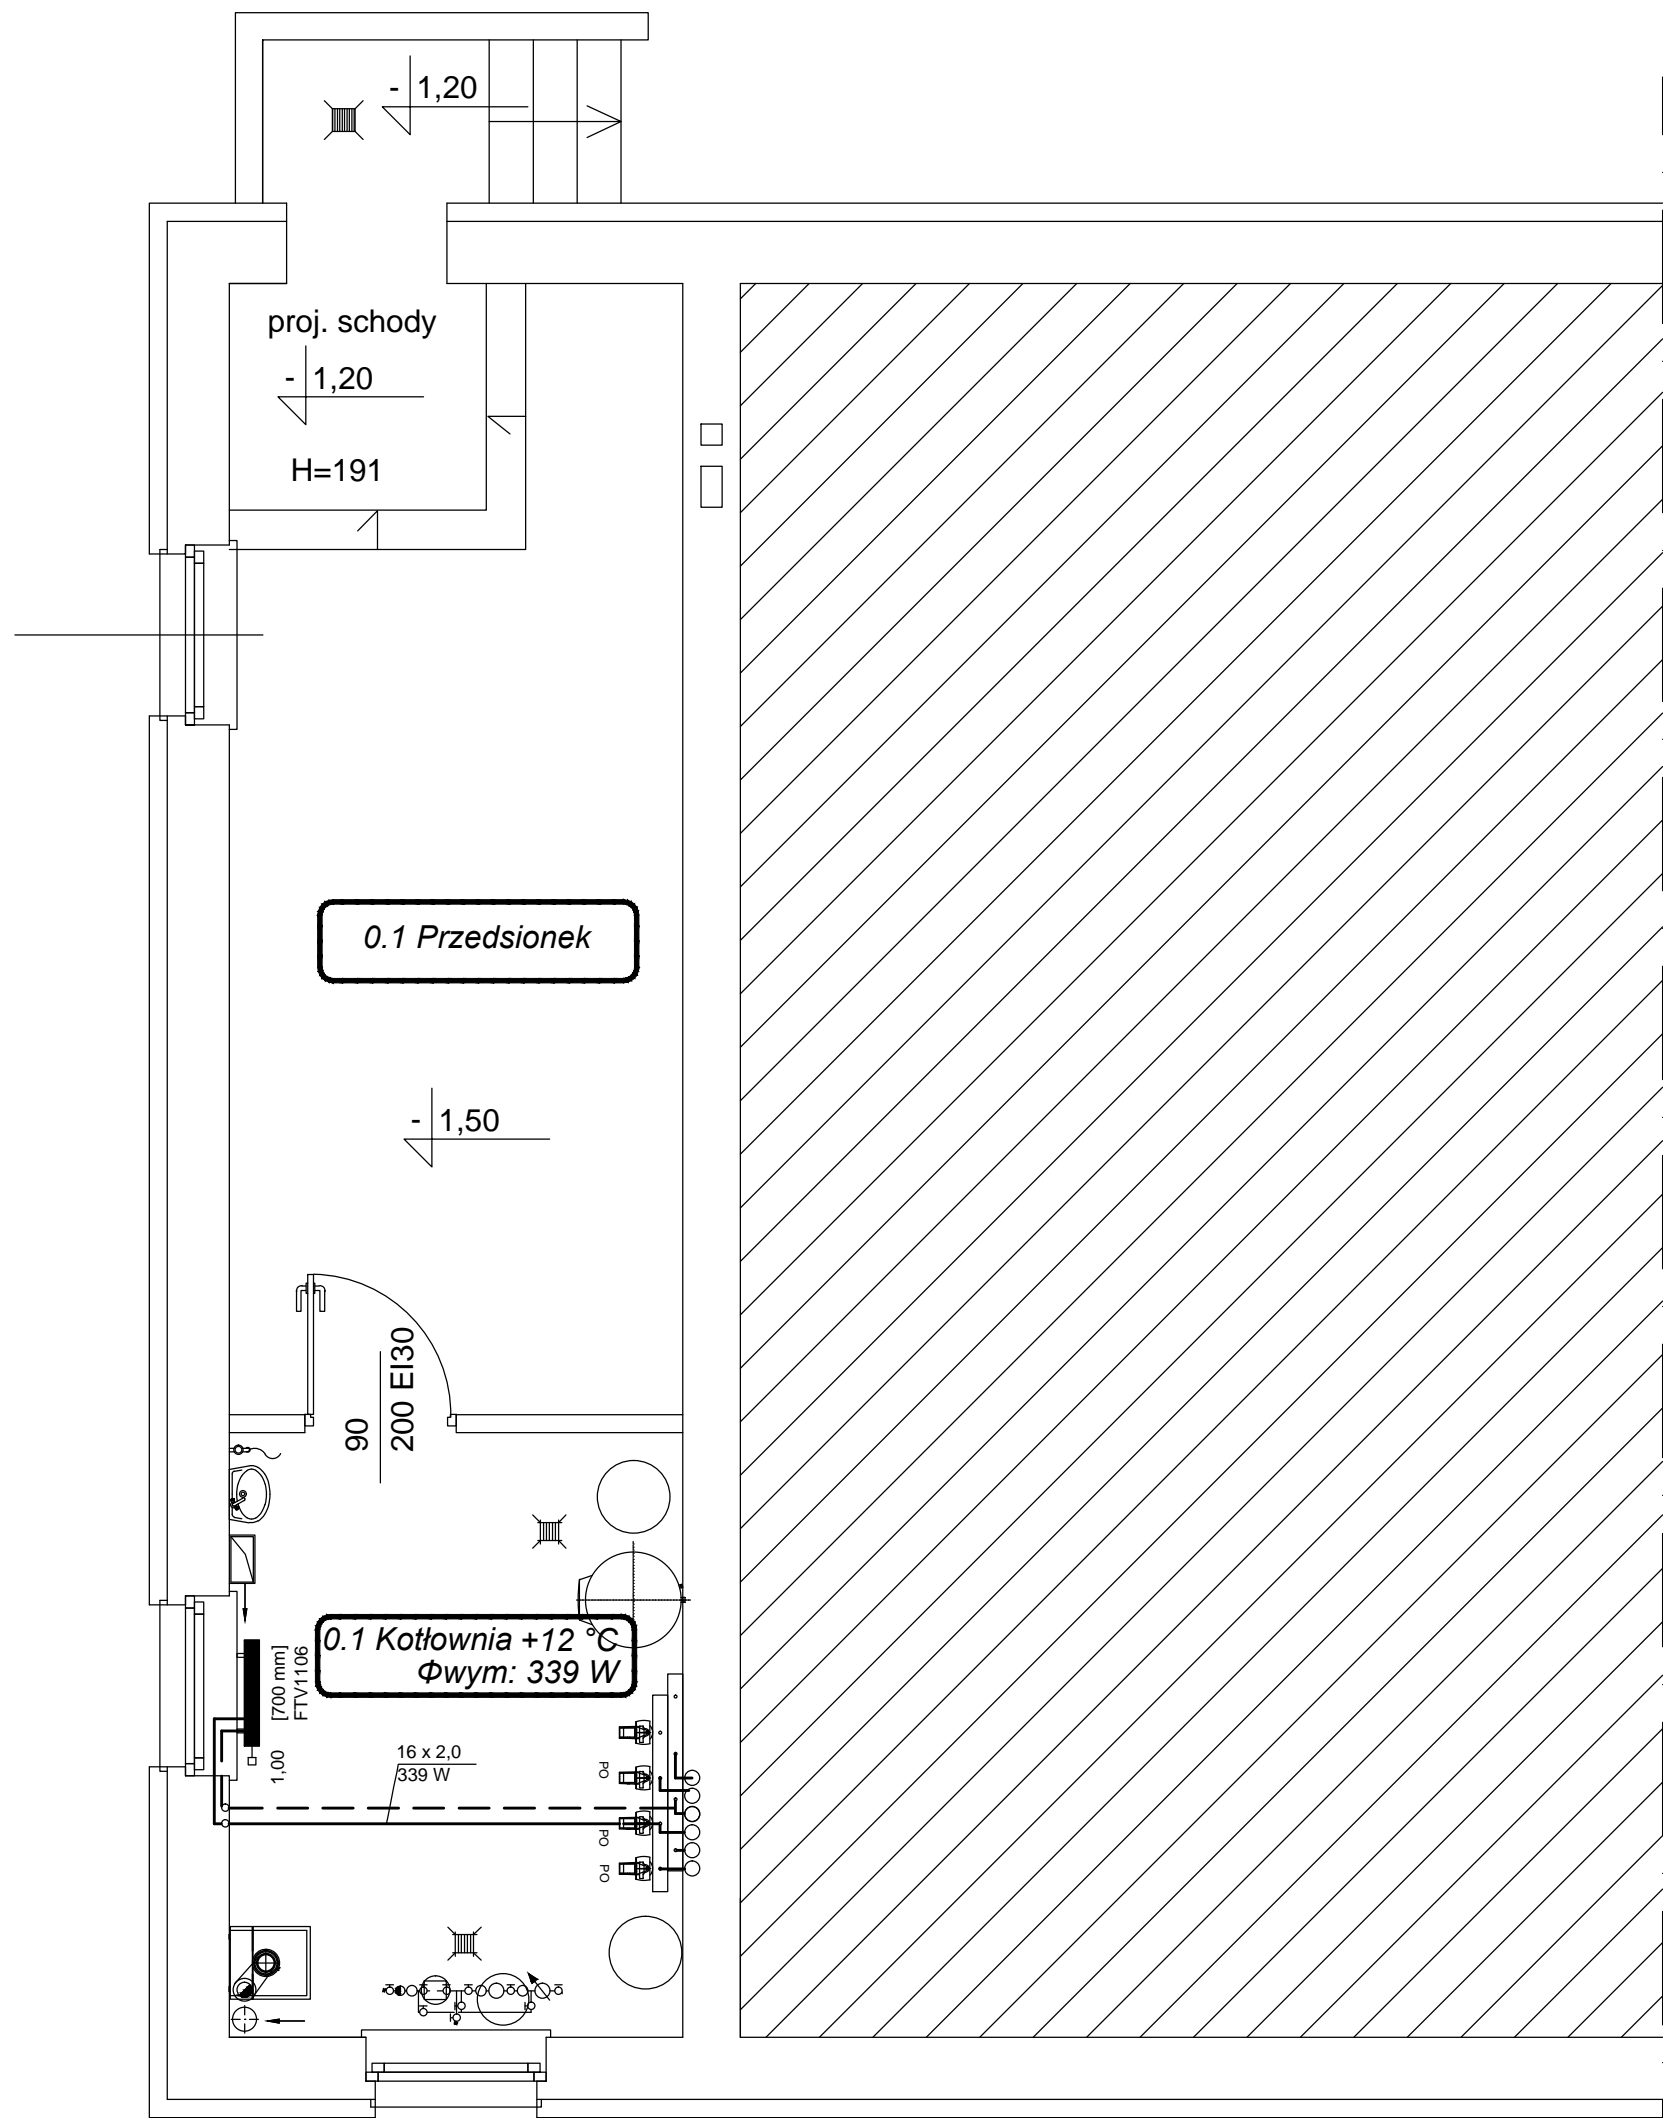 - 1,20
proj. schody
- 1,20
H=191
0.1 Przedsionek
- 1,50
90
200 EI30
0.1 Kotłownia +12 °C
Φwym: 339 W
[700 mm]
FTV1106
1,00
16 x 2,0
339 W
PO
PO
PO